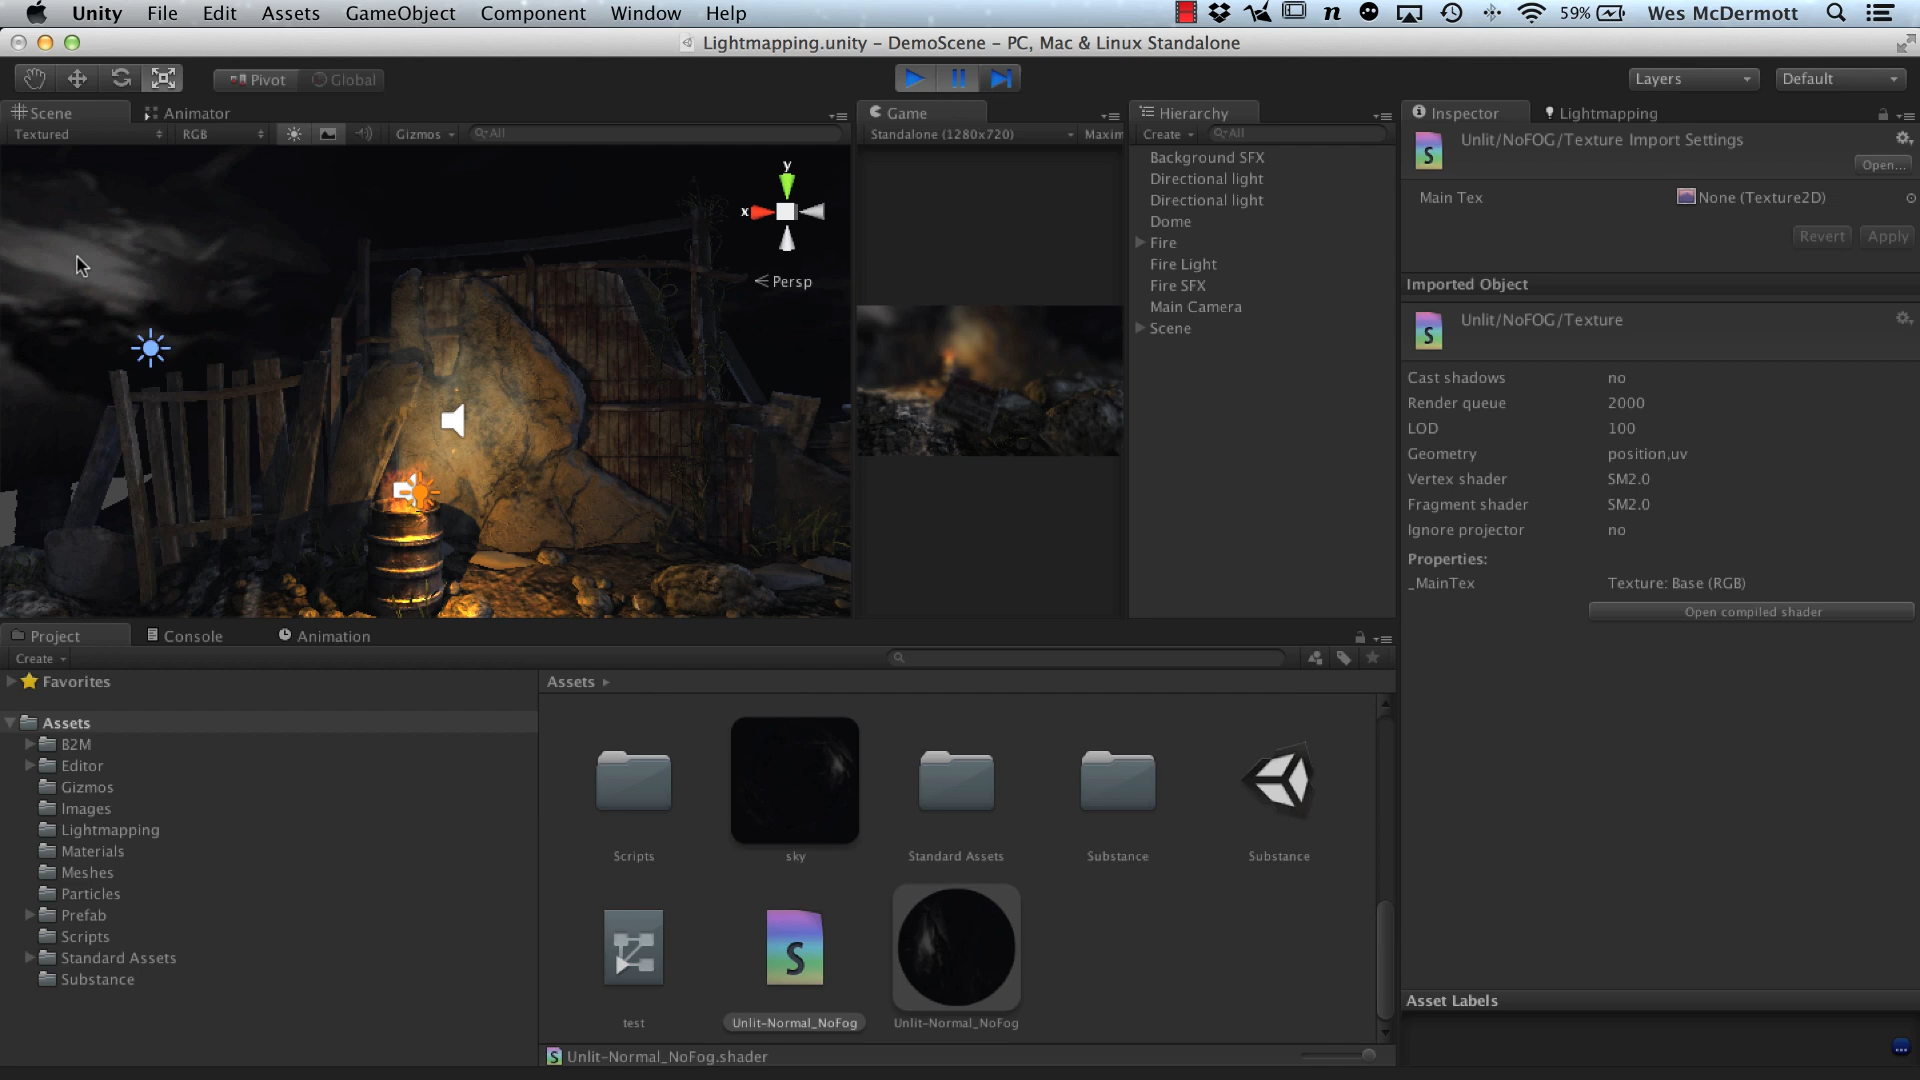 Unity File Edit Assets GameObject Component Window Help 59% Wes McDermott
Lightmapping.unity - DemoScene - PC, Mac & Linux Standalone
Pivot Global Layers Default
Scene Animator Game Hierarchy Inspector Lightmapping
Textured RGB Gizmos All Standalone (1280x720) Maxim Create All
Unlit/NoFOG/Texture Import Settings
Open...
Main Tex None (Texture2D)
Revert Apply
Imported Object
Unlit/NoFOG/Texture
Cast shadows no
Render queue 2000
LOD 100
Geometry position,uv
Vertex shader SM2.0
Fragment shader SM2.0
Ignore projector no
Properties:
_MainTex Texture: Base (RGB)
Open compiled shader
Asset Labels
Background SFX
Directional light
Directional light
Dome
Fire
Fire Light
Fire SFX
Main Camera
Scene
y
x
Persp
Project Console Animation
Create
Favorites
Assets
B2M
Editor
Gizmos
Images
Lightmapping
Materials
Meshes
Particles
Prefab
Scripts
Standard Assets
Substance
Assets
Scripts sky Standard Assets Substance Substance
S
test Unlit-Normal_NoFog Unlit-Normal_NoFog
Unlit-Normal_NoFog.shader